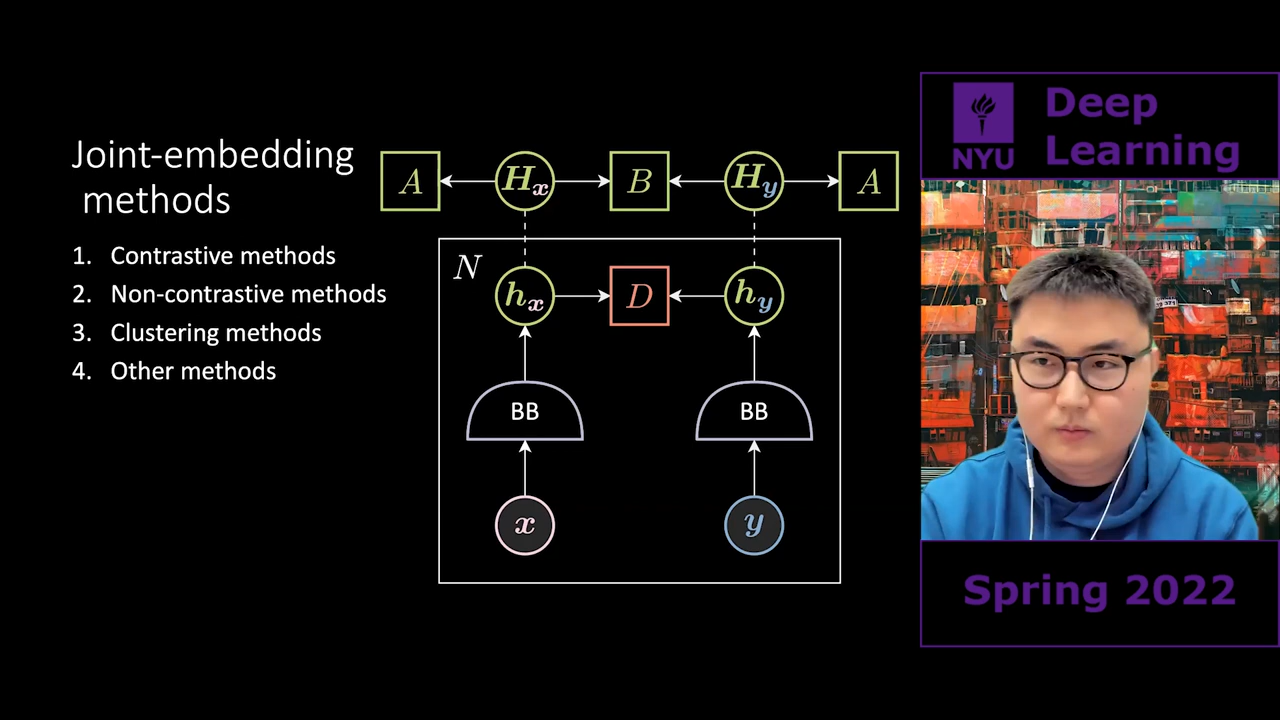 Joint-embedding
methods
1. Contrastive methods
2. Non-contrastive methods
3. Clustering methods
4. Other methods
A Hx B Hy A
N
hx D hy
BB BB
x y
NYU
Deep
Learning
Spring 2022